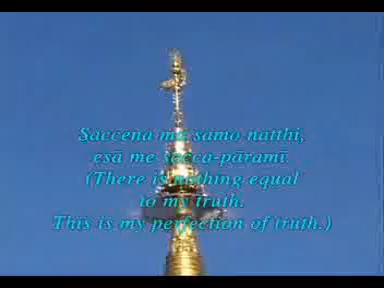 Saccena me samo natthi,
esā me sacca-pāramī.
(There is nothing equal
to my truth.
This is my perfection of truth.)